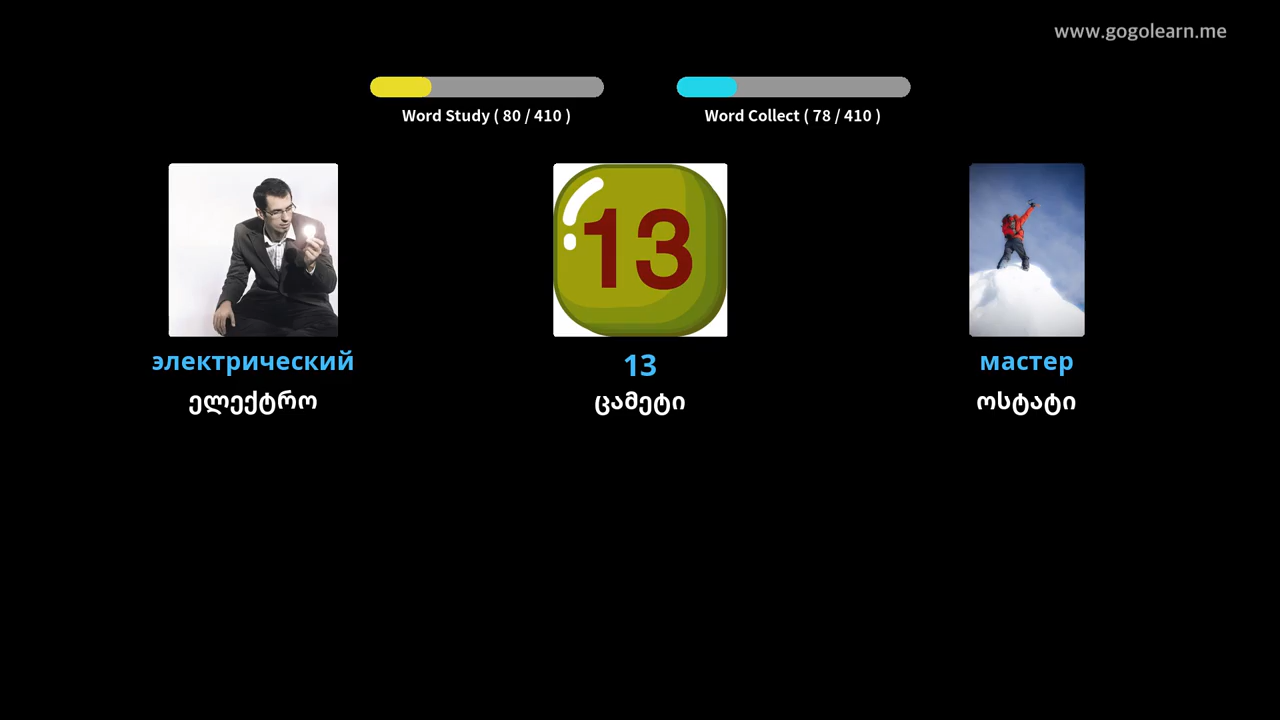 www.gogolearn.me
Word Study ( 80 / 410 )
Word Collect ( 78 / 410 )
13
электрический
13
мастер
ელექტრო
ცამეტი
ოსტატი